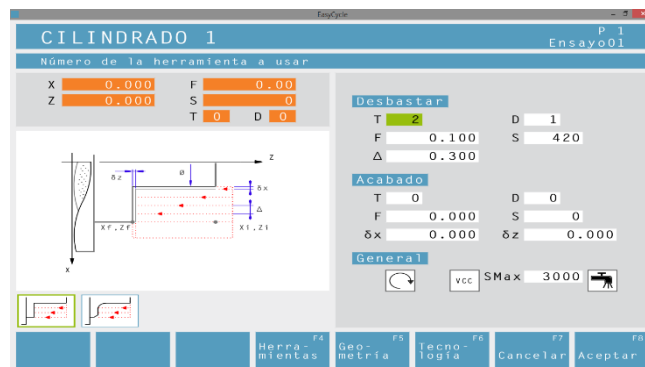 EasyCycle
CILINDRADO 1
P 1
Ensayo01
Número de la herramienta a usar
X 0.000 F 0.00
Z 0.000 S 0
T 0 D 0
Desbastar
T 2 D 1
F 0.100 S 420
Δ 0.300
Acabado
T 0 D 0
F 0.000 S 0
δx 0.000 δz 0.000
General
VCC SMax 3000
Z
δz
ø
δx
Δ
Xf,Zf
Xi,Zi
X
F4
Herra-
mientas
F5
Geo-
metría
F6
Tecno-
logía
F7
Cancelar
F8
Aceptar